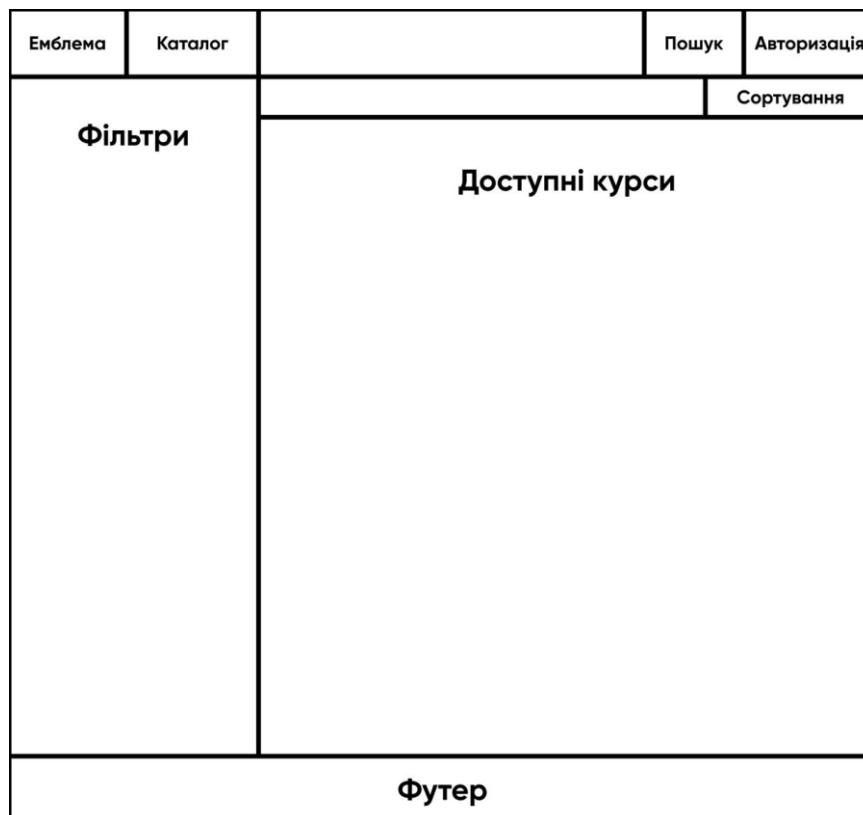 Емблема
Каталог
Пошук
Авторизація
Сортування
Фільтри
Доступні курси
Футер